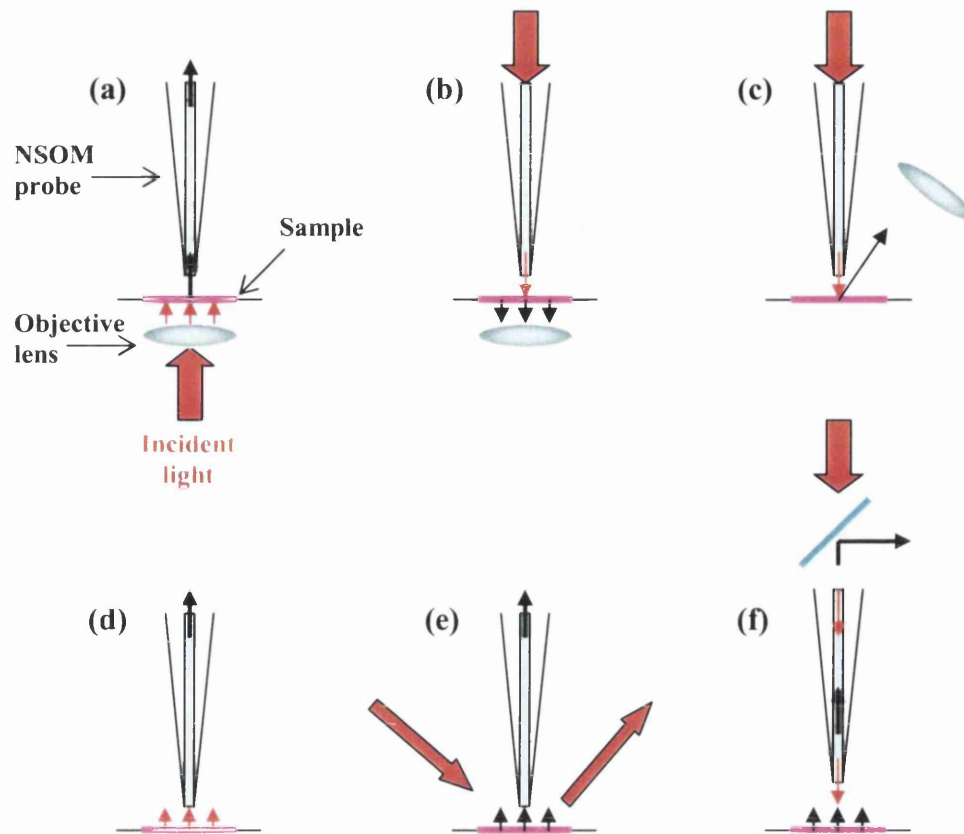 (a)
(b)
(c)
NSOM
probe
Sample
Objective
lens
Incident
light
(d)
(e)
(f)